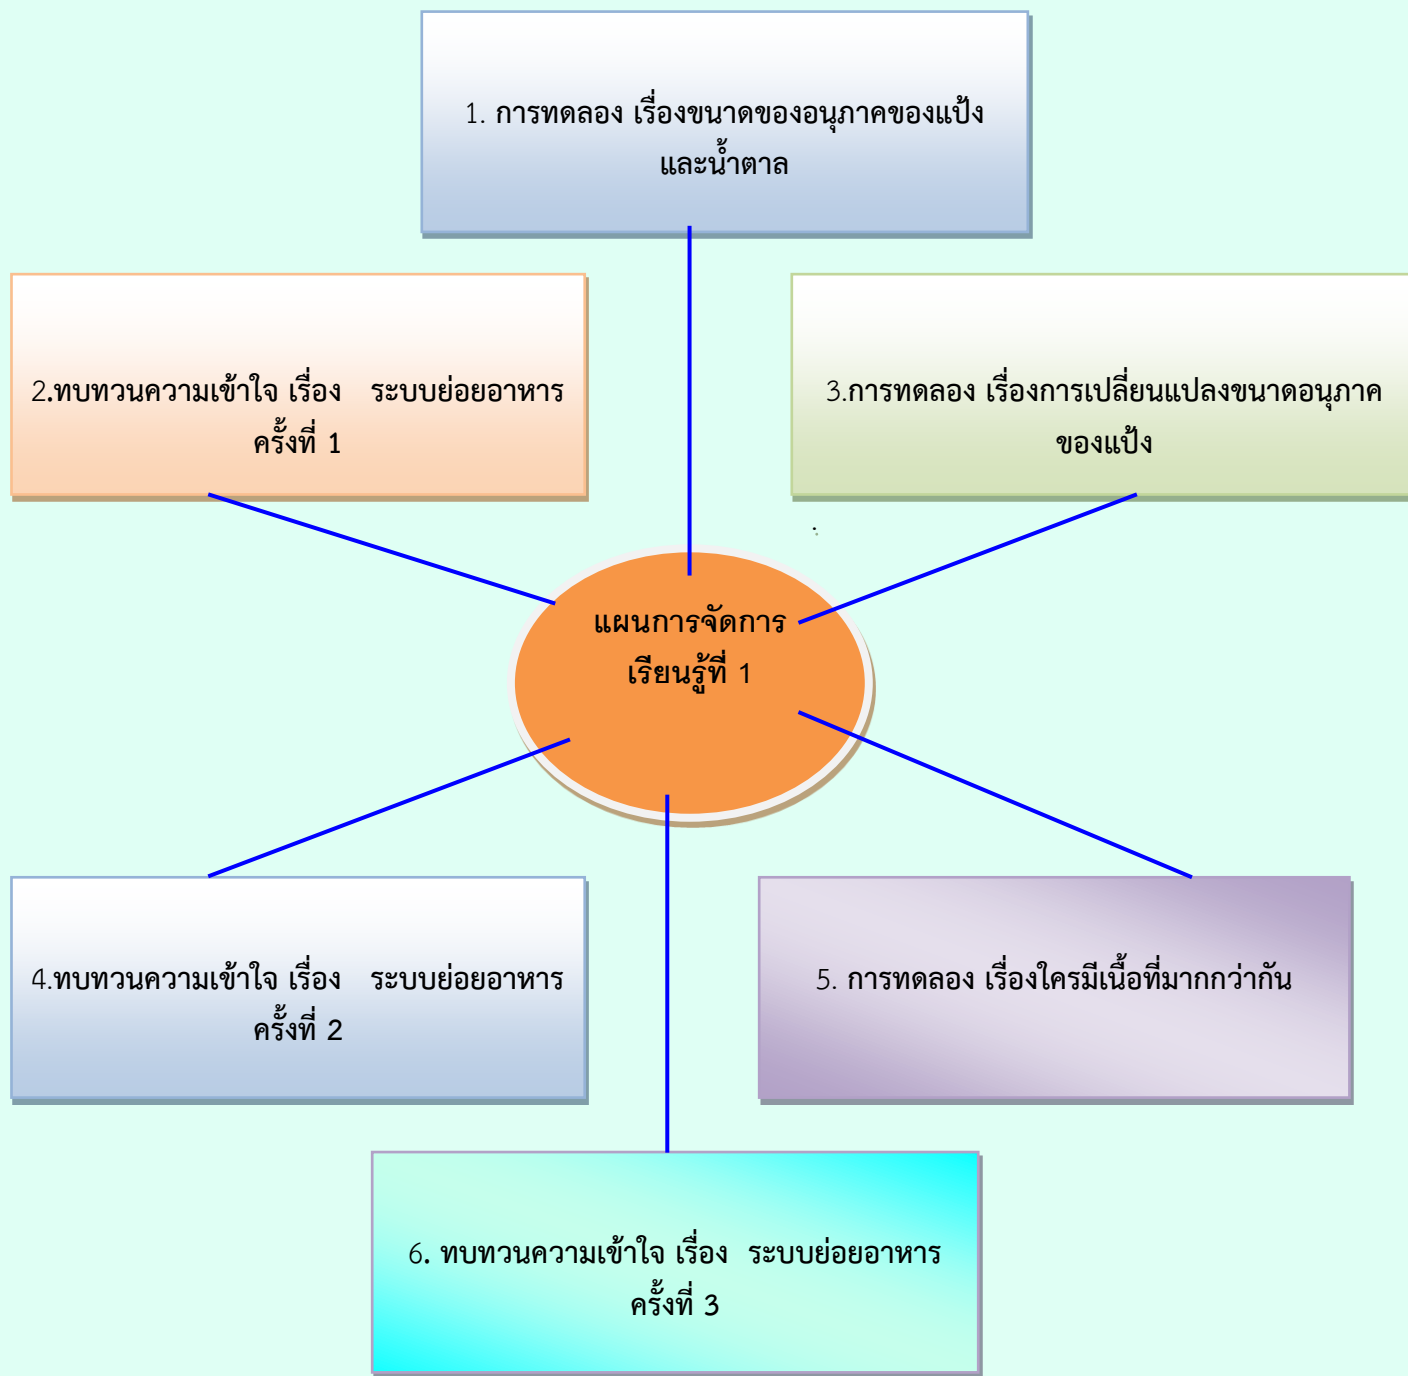 1. การทดลอง เรื่องขนาดของอนุภาคของแป้ง
และน้ำตาล
2.ทบทวนความเข้าใจ เรื่อง ระบบย่อยอาหาร
ครั้งที่ 1
3.การทดลอง เรื่องการเปลี่ยนแปลงขนาดอนุภาค
ของแป้ง
แผนการจัดการ
เรียนรู้ที่ 1
4.ทบทวนความเข้าใจ เรื่อง ระบบย่อยอาหาร
ครั้งที่ 2
5. การทดลอง เรื่องใครมีเนื้อที่มากกว่ากัน
6. ทบทวนความเข้าใจ เรื่อง ระบบย่อยอาหาร
ครั้งที่ 3